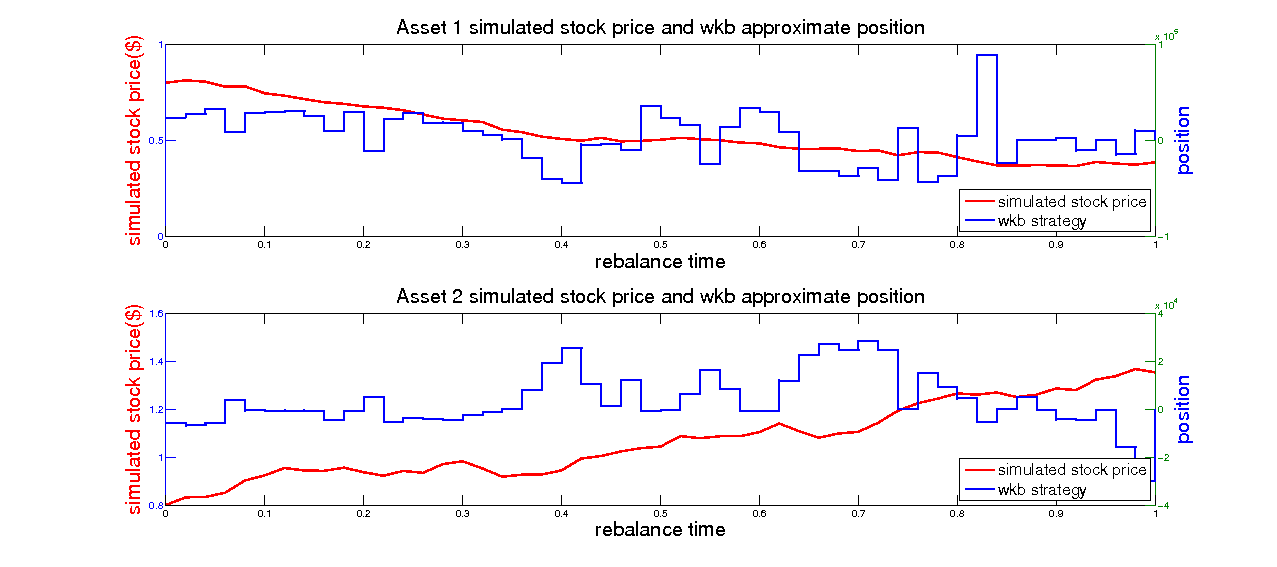 Asset 1 simulated stock price and wkb approximate position
x 10^5
1
0.5
0
simulated stock price($)
1
0
-1
position
simulated stock price
wkb strategy
0 0.1 0.2 0.3 0.4 0.5 0.6 0.7 0.8 0.9 1
rebalance time
Asset 2 simulated stock price and wkb approximate position
x 10^4
1.6
1.4
1.2
1
0.8
simulated stock price($)
4
2
0
-2
-4
position
simulated stock price
wkb strategy
0 0.1 0.2 0.3 0.4 0.5 0.6 0.7 0.8 0.9 1
rebalance time